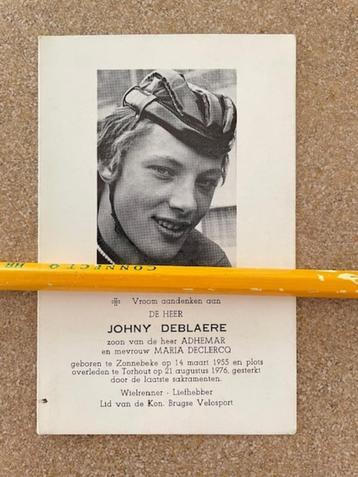 CONNECT O HB
✠ Vroom aandenken aan
DE HEER
JOHNY DEBLAERE
zoon van de heer ADHEMAR
en mevrouw MARIA DECLERCQ
geboren te Zonnebeke op 14 maart 1955 en plots
overleden te Torhout op 21 augustus 1976, gesterkt
door de laatste sakramenten.
Wielrenner - Liefhebber
Lid van de Kon. Brugse Velosport